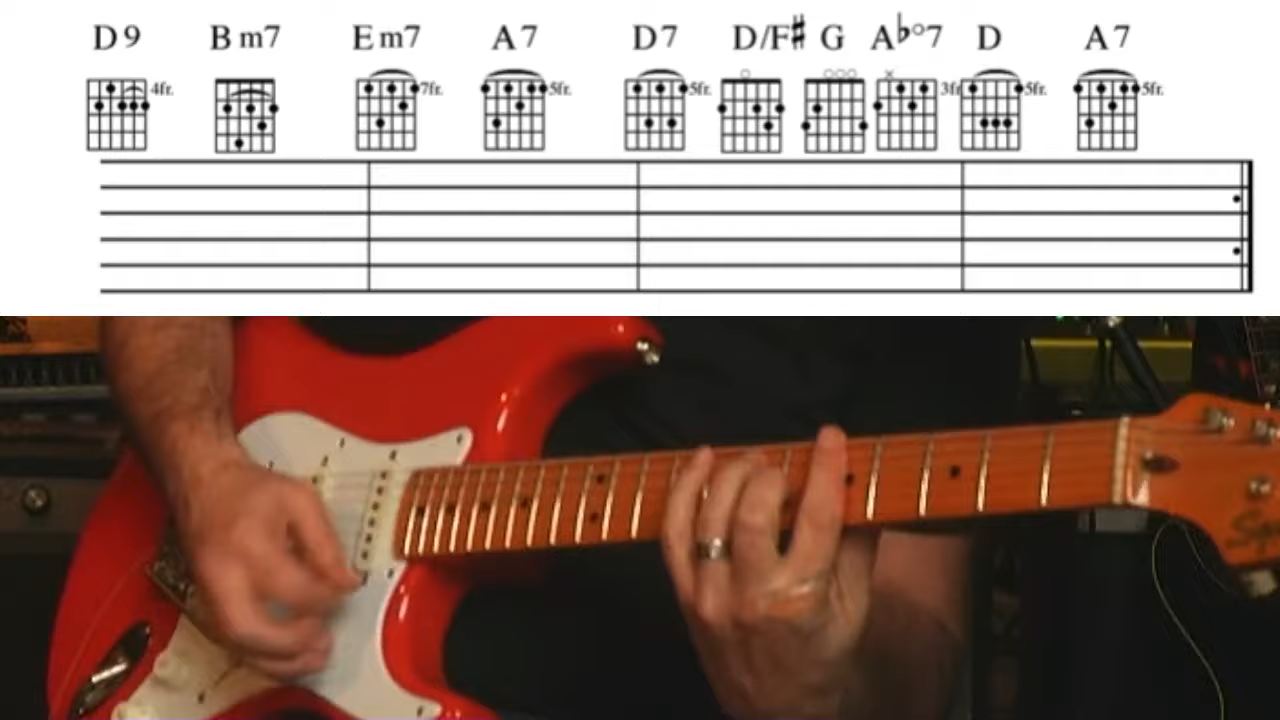 D9 Bm7 Em7 A7 D7 D/F♯ G A♭°7 D A7
4fr. 7fr. 5fr. 5fr. 3fr 5fr. 5fr.